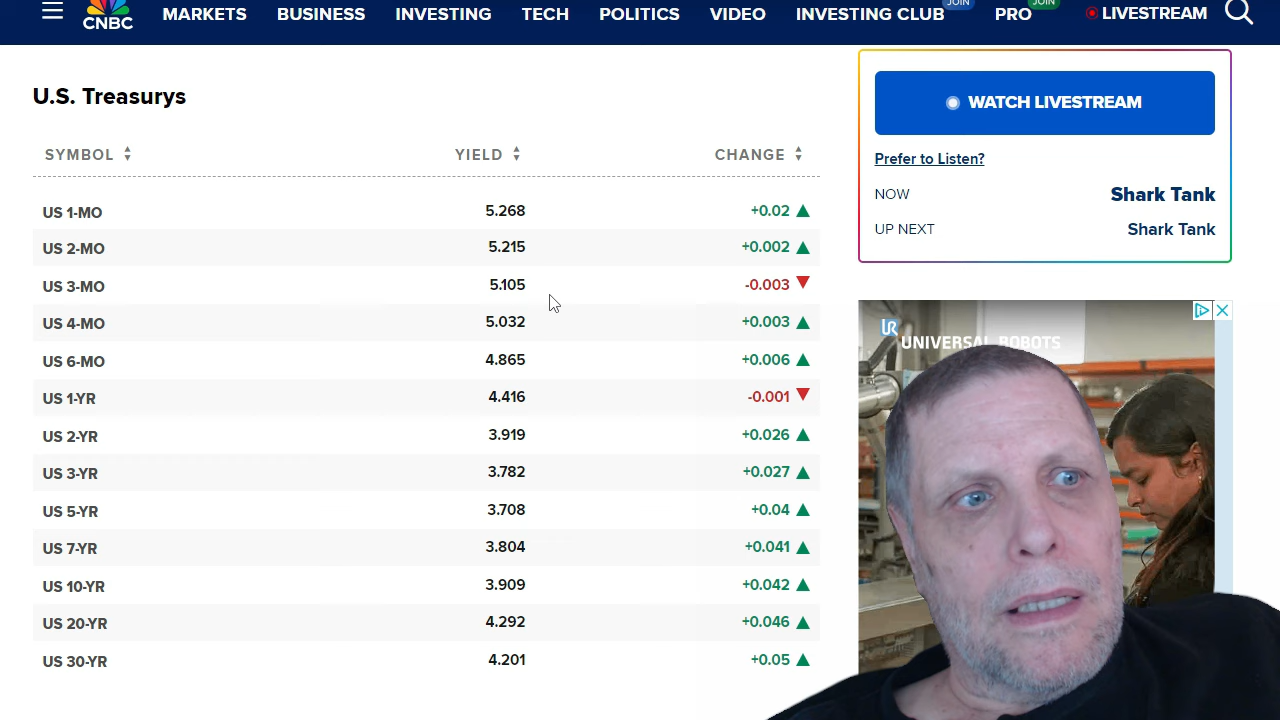 CNBC
MARKETS BUSINESS INVESTING TECH POLITICS VIDEO INVESTING CLUB JOIN PRO JOIN LIVESTREAM
U.S. Treasurys
SYMBOL YIELD CHANGE
US 1-MO 5.268 +0.02
US 2-MO 5.215 +0.002
US 3-MO 5.105 -0.003
US 4-MO 5.032 +0.003
US 6-MO 4.865 +0.006
US 1-YR 4.416 -0.001
US 2-YR 3.919 +0.026
US 3-YR 3.782 +0.027
US 5-YR 3.708 +0.04
US 7-YR 3.804 +0.041
US 10-YR 3.909 +0.042
US 20-YR 4.292 +0.046
US 30-YR 4.201 +0.05
WATCH LIVESTREAM
Prefer to Listen?
NOW Shark Tank
UP NEXT Shark Tank
UR
UNIVERSAL ROBOTS